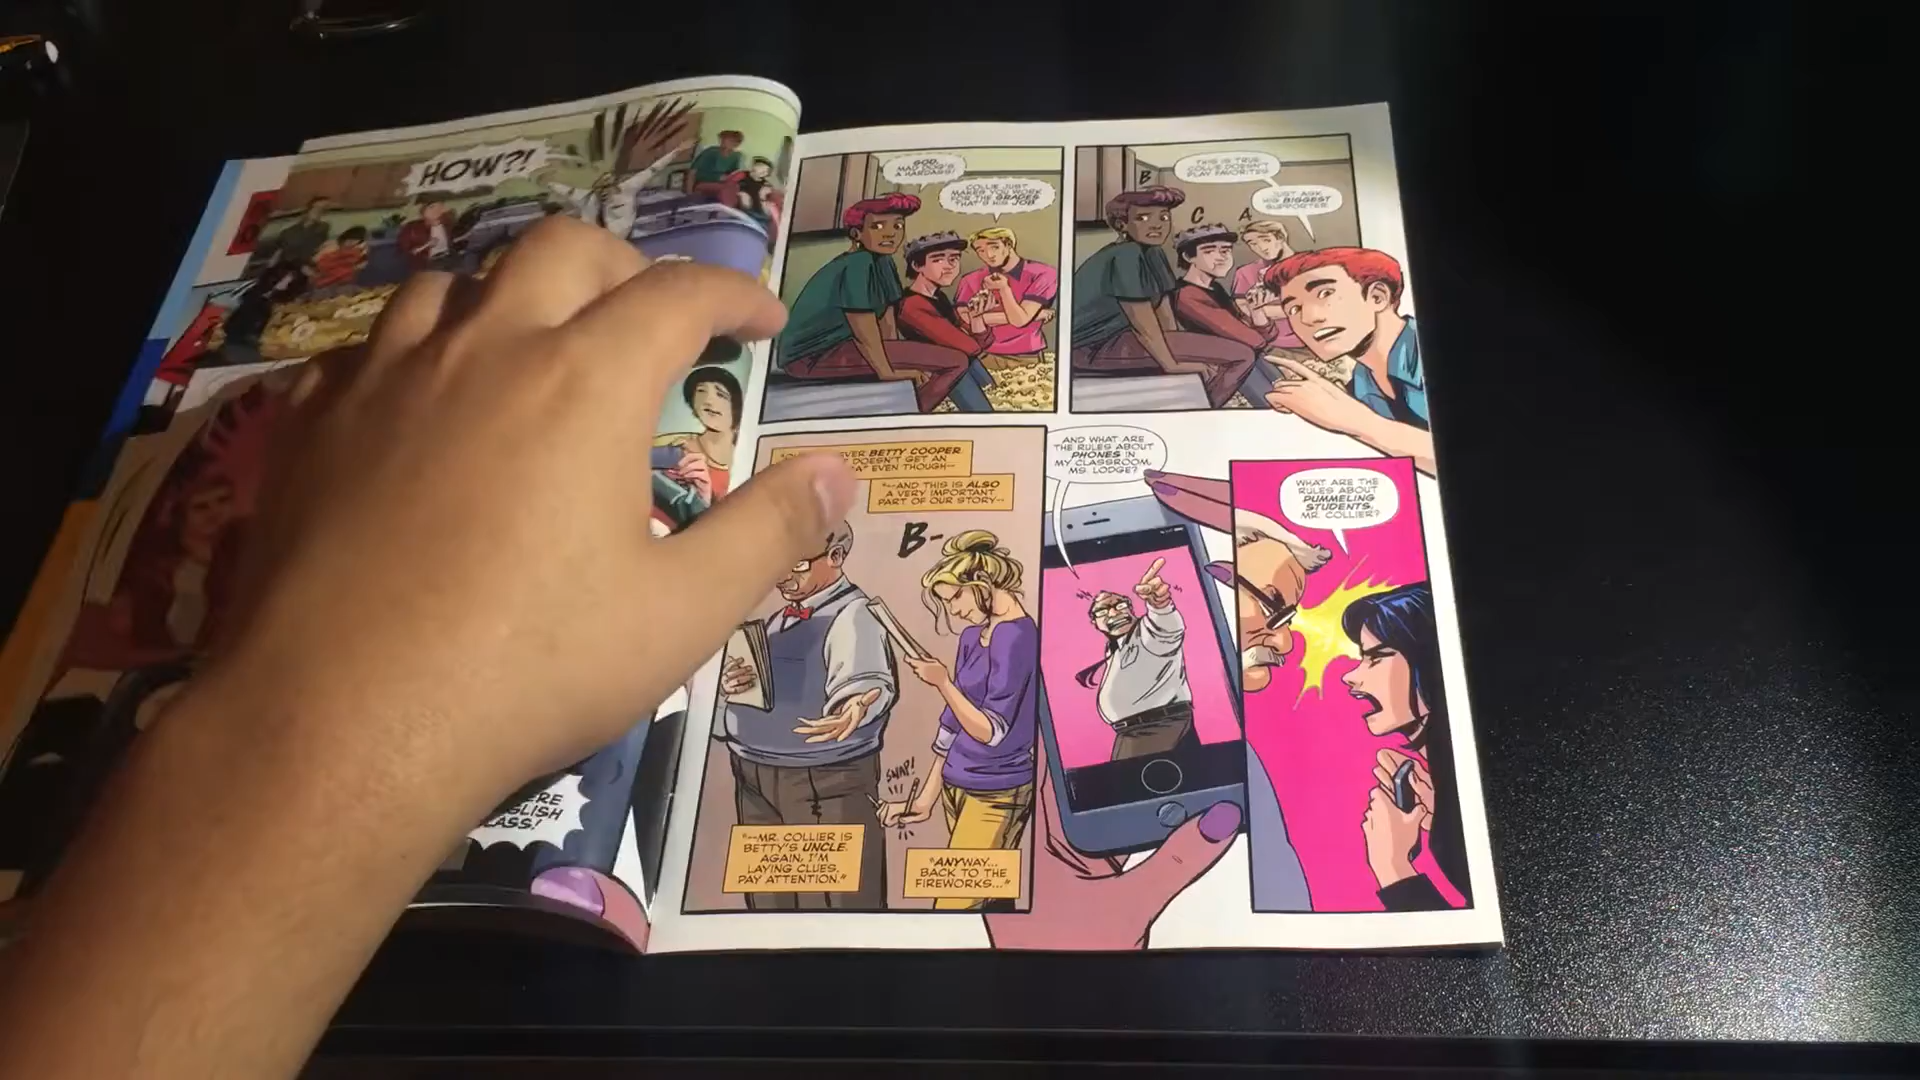 HOW?!
ERE
GLISH
ASS!
GOD,
MAD DOG'S
A HARDASS!
COLLIE JUST
MAKES YOU WORK
FOR THE GRADES
THAT'S HIS JOB.
THIS IS TRUE.
COLLIE DOESN'T
PLAY FAVORITES.
JUST ASK
HIS BIGGEST
SUPPORTER.
B
C
A
VER BETTY COOPER
DOESN'T GET AN
EVEN THOUGH—
"—AND THIS IS ALSO
A VERY IMPORTANT
PART OF OUR STORY—
B-
SNAP!
"—MR. COLLIER IS
BETTY'S UNCLE.
AGAIN, I'M
LAYING CLUES.
PAY ATTENTION."
"ANYWAY...
BACK TO THE
FIREWORKS..."
AND WHAT ARE
THE RULES ABOUT
PHONES IN
MY CLASSROOM,
MS. LODGE?
WHAT ARE THE
RULES ABOUT
PUMMELING
STUDENTS,
MR. COLLIER?